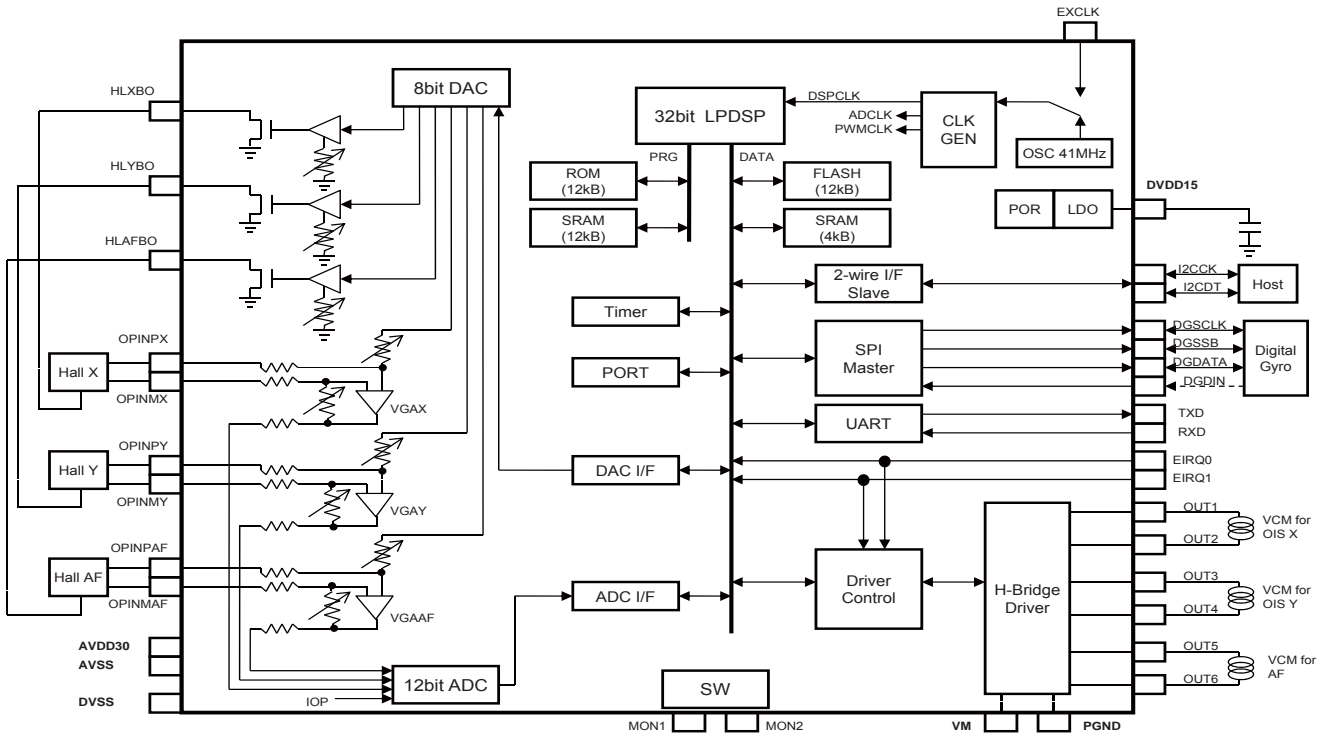 EXCLK
HLXBO
8bit DAC
32bit LPDSP
DSPCLK
ADCLK
PWMCLK
CLK
GEN
OSC 41MHz
HLYBO
PRG
DATA
ROM
(12kB)
FLASH
(12kB)
POR
LDO
DVDD15
SRAM
(12kB)
SRAM
(4kB)
HLAFBO
2-wire I/F
Slave
I2CCK
I2CDT
Host
Timer
OPINPX
Hall X
OPINMX
VGAX
PORT
SPI
Master
DGSCLK
DGSSB
DGDATA
DGDIN
Digital
Gyro
UART
TXD
RXD
OPINPY
Hall Y
OPINMY
VGAY
DAC I/F
EIRQ0
EIRQ1
OPINPAF
Hall AF
OPINMAF
VGAAF
ADC I/F
Driver
Control
H-Bridge
Driver
OUT1
OUT2
VCM for
OIS X
OUT3
OUT4
VCM for
OIS Y
OUT5
OUT6
VCM for
AF
AVDD30
AVSS
DVSS
12bit ADC
IOP
SW
MON1
MON2
VM
PGND